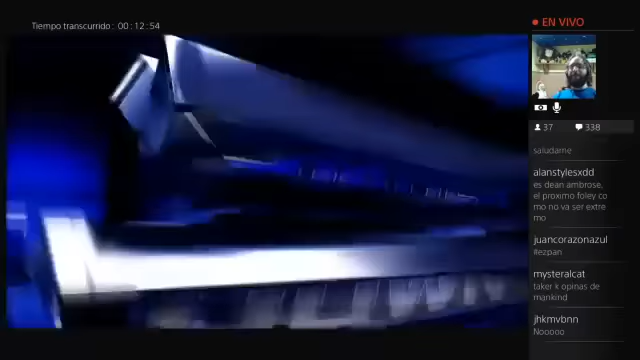 Tiempo transcurrido: 00:12:54
EN VIVO
37 338
saludame
alanstylesxdd
es dean ambrose,
el proximo foley co
mo no va ser extre
mo
juancorazonazul
#ezpan
mysteralcat
taker k opinas de
mankind
jhkmvbnn
Nooooo